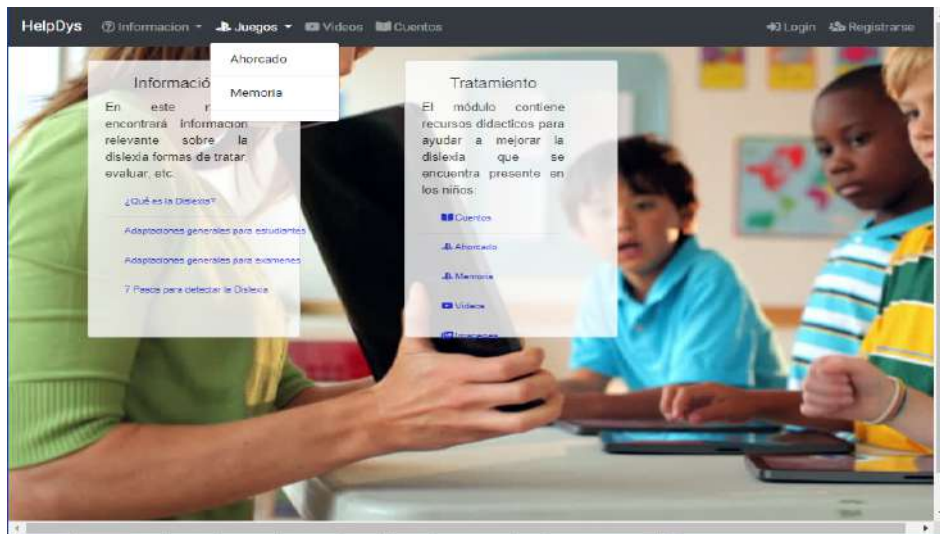 HelpDys Informacion Juegos Videos Cuentos Login Registrarse
Ahorcado
Memoria
Informació
En este
encontrará información
relevante sobre la
dislexia formas de tratar,
evaluar, etc.
¿Qué es la Dislexia?
Adaptaciones generales para estudiantes
Adaptaciones generales para examenes
7 Pasos para detectar la Dislexia
Tratamiento
El módulo contiene
recursos didacticos para
ayudar a mejorar la
dislexia que se
encuentra presente en
los niños:
Cuentos
Ahorcado
Memoria
Videos
Imagenes